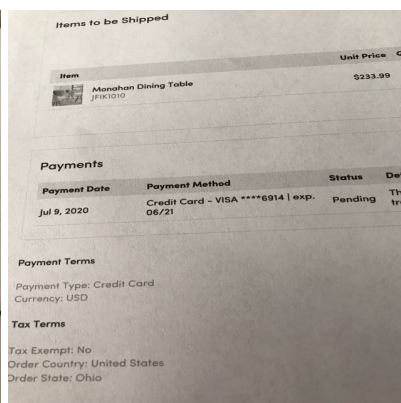 Items to be Shipped
Item Unit Price
Monahan Dining Table $233.99
JFIK1010
Payments
Payment Date Payment Method Status
Jul 9, 2020 Credit Card - VISA ****6914 | exp. Pending
06/21
Payment Terms
Payment Type: Credit Card
Currency: USD
Tax Terms
Tax Exempt: No
Order Country: United States
Order State: Ohio